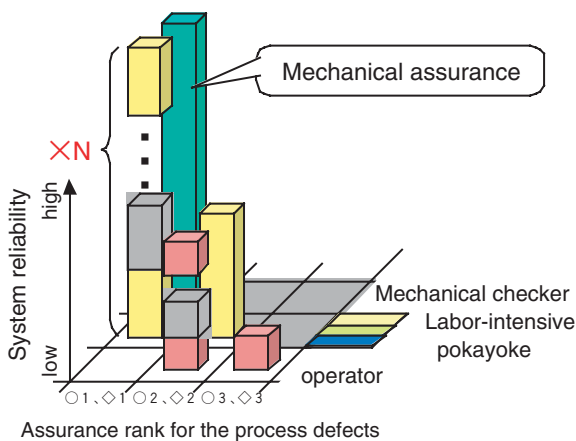 Mechanical assurance
×N
System reliability
high
low
Mechanical checker
Labor-intensive
pokayoke
operator
○1、◇1 ○2、◇2 ○3、◇3
Assurance rank for the process defects